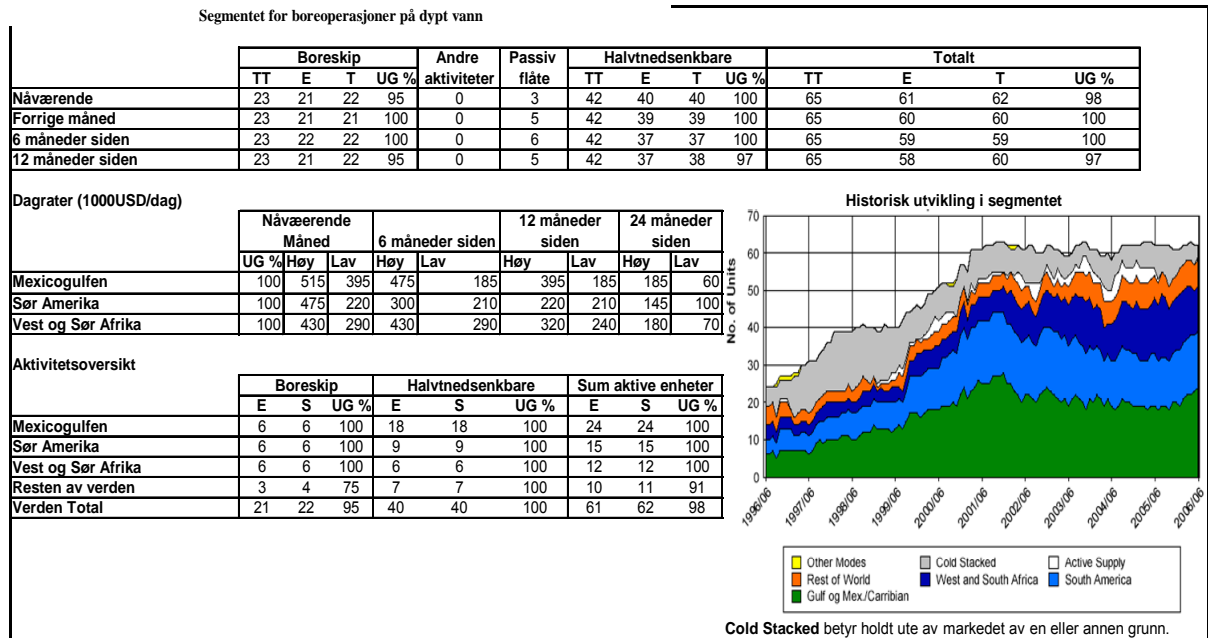 Segmentet for boreoperasjoner på dypt vann
Boreskip Andre Passiv Halvtnedsenkbare Totalt
TT E T UG % aktiviteter flåte TT E T UG % TT E T UG %
Nåværende 23 21 22 95 0 3 42 40 40 100 65 61 62 98
Forrige måned 23 21 21 100 0 5 42 39 39 100 65 60 60 100
6 måneder siden 23 22 22 100 0 6 42 37 37 100 65 59 59 100
12 måneder siden 23 21 22 95 0 5 42 37 38 97 65 58 60 97
Dagrater (1000USD/dag)
Nåvæerende 12 måneder 24 måneder
Måned 6 måneder siden siden siden
UG % Høy Lav Høy Lav Høy Lav Høy Lav
Mexicogulfen 100 515 395 475 185 395 185 185 60
Sør Amerika 100 475 220 300 210 220 210 145 100
Vest og Sør Afrika 100 430 290 430 290 320 240 180 70
Aktivitetsoversikt
Boreskip Halvtnedsenkbare Sum aktive enheter
E S UG % E S UG % E S UG %
Mexicogulfen 6 6 100 18 18 100 24 24 100
Sør Amerika 6 6 100 9 9 100 15 15 100
Vest og Sør Afrika 6 6 100 6 6 100 12 12 100
Resten av verden 3 4 75 7 7 100 10 11 91
Verden Total 21 22 95 40 40 100 61 62 98
Historisk utvikling i segmentet
No. of Units
70
60
50
40
30
20
10
0
1996/06 1997/06 1998/06 1999/06 2000/06 2001/06 2002/06 2003/06 2004/06 2005/06 2006/06
Other Modes Cold Stacked Active Supply
Rest of World West and South Africa South America
Gulf og Mex./Carribian
Cold Stacked betyr holdt ute av markedet av en eller annen grunn.